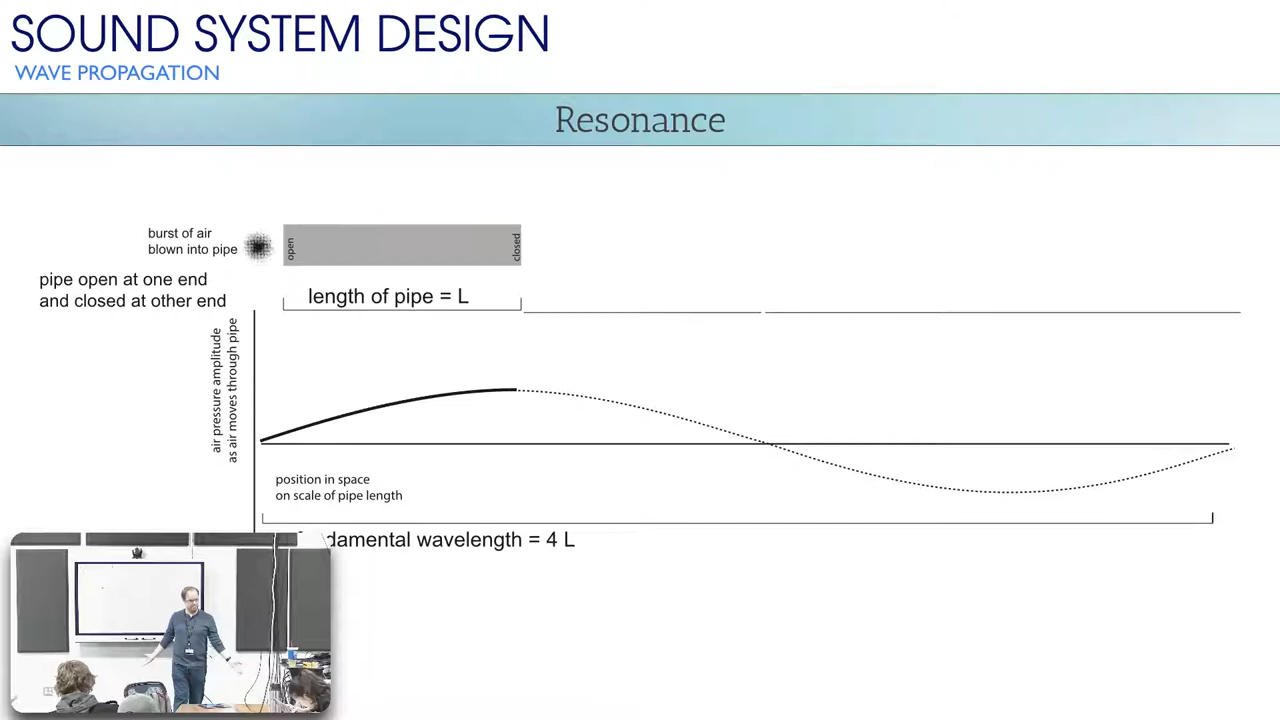 SOUND SYSTEM DESIGN
WAVE PROPAGATION
Resonance
burst of air
blown into pipe
open
closed
pipe open at one end
and closed at other end
length of pipe = L
air pressure amplitude
as air moves through pipe
position in space
on scale of pipe length
damental wavelength = 4 L